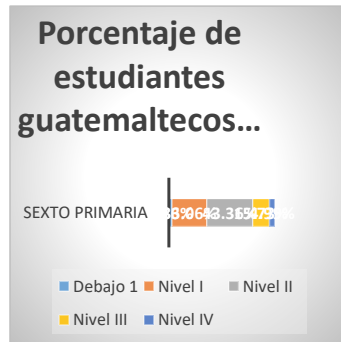 Porcentaje de
estudiantes
guatemaltecos…
SEXTO PRIMARIA
Debajo 1 Nivel I Nivel II
Nivel III Nivel IV